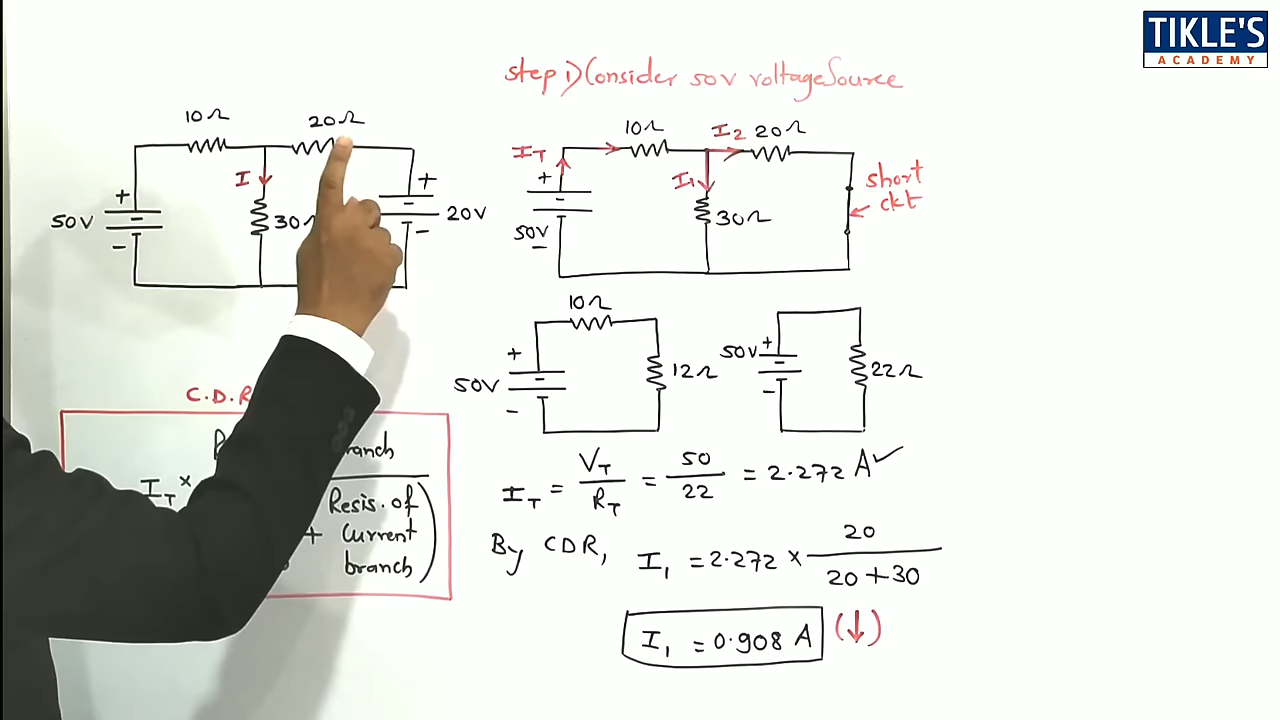 TIKLE'S
ACADEMY
step 1) Consider 50V voltage Source
10Ω
20Ω
I
50V
+
-
30Ω
+
-
20V
10Ω
I2 20Ω
IT
+
50V
-
I1
30Ω
short
ckt
10Ω
+
50V
-
12Ω
50V
+
-
22Ω
C.D.R
IT ×
Resis. of
+ Current
branch
IT = VT / RT = 50 / 22 = 2.272 A ✓
By CDR, I1 = 2.272 × 20 / 20+30
I1 = 0.908 A (↓)